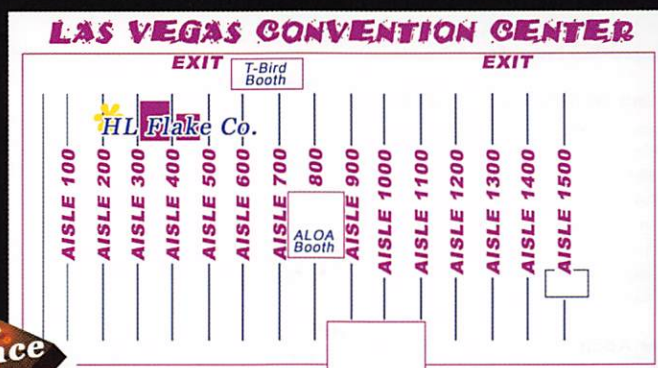 LAS VEGAS CONVENTION CENTER
EXIT
T-Bird
Booth
EXIT
HL Flake Co.
AISLE 100
AISLE 200
AISLE 300
AISLE 400
AISLE 500
AISLE 600
AISLE 700
800
AISLE 900
AISLE 1000
AISLE 1100
AISLE 1200
AISLE 1300
AISLE 1400
AISLE 1500
ALOA
Booth